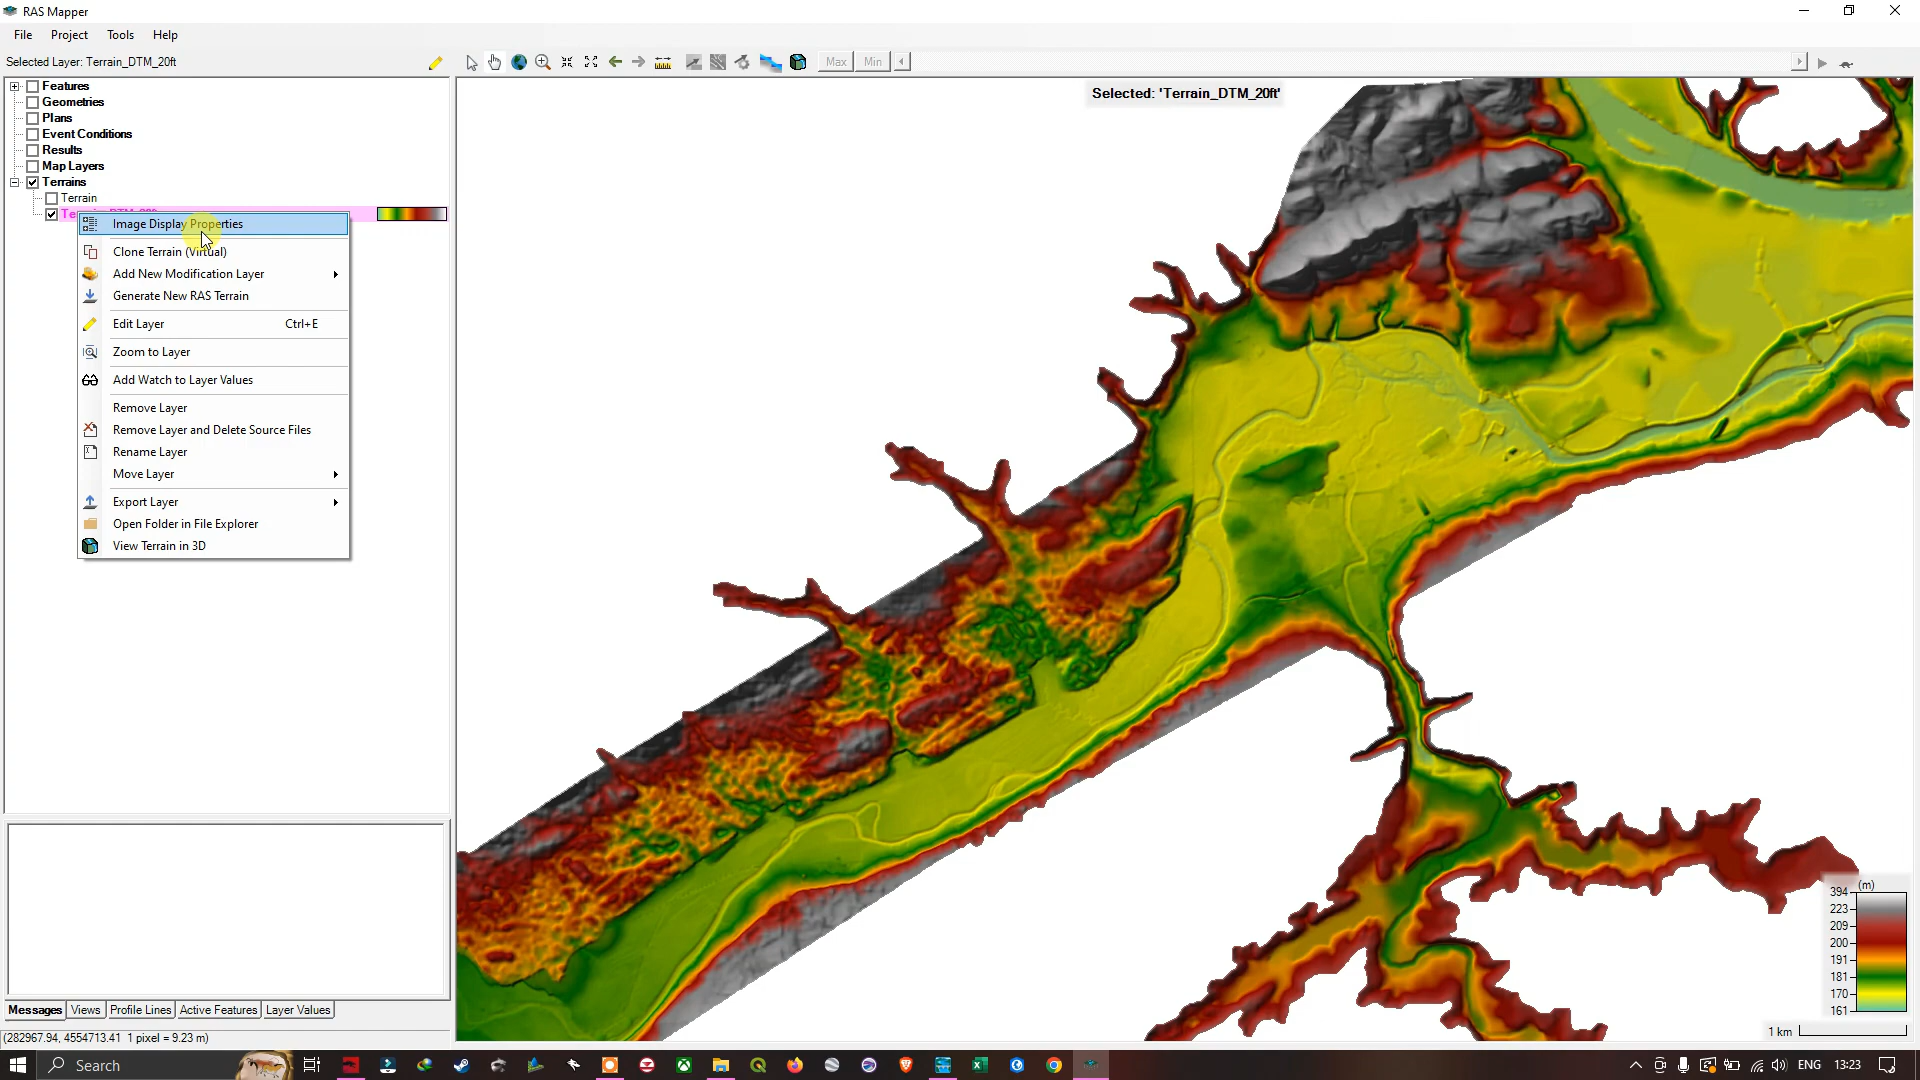 RAS Mapper
File Project Tools Help
Selected Layer: Terrain_DTM_20ft
Max Min
Features
Geometries
Plans
Event Conditions
Results
Map Layers
Terrains
Terrain
Image Display Properties
Clone Terrain (Virtual)
Add New Modification Layer
Generate New RAS Terrain
Edit Layer Ctrl+E
Zoom to Layer
Add Watch to Layer Values
Remove Layer
Remove Layer and Delete Source Files
Rename Layer
Move Layer
Export Layer
Open Folder in File Explorer
View Terrain in 3D
Selected: 'Terrain_DTM_20ft'
(m)
394
223
209
200
191
181
170
161
1 km
Messages Views Profile Lines Active Features Layer Values
(282967.94, 4554713.41 1 pixel = 9.23 m)
Search
ENG 13:23